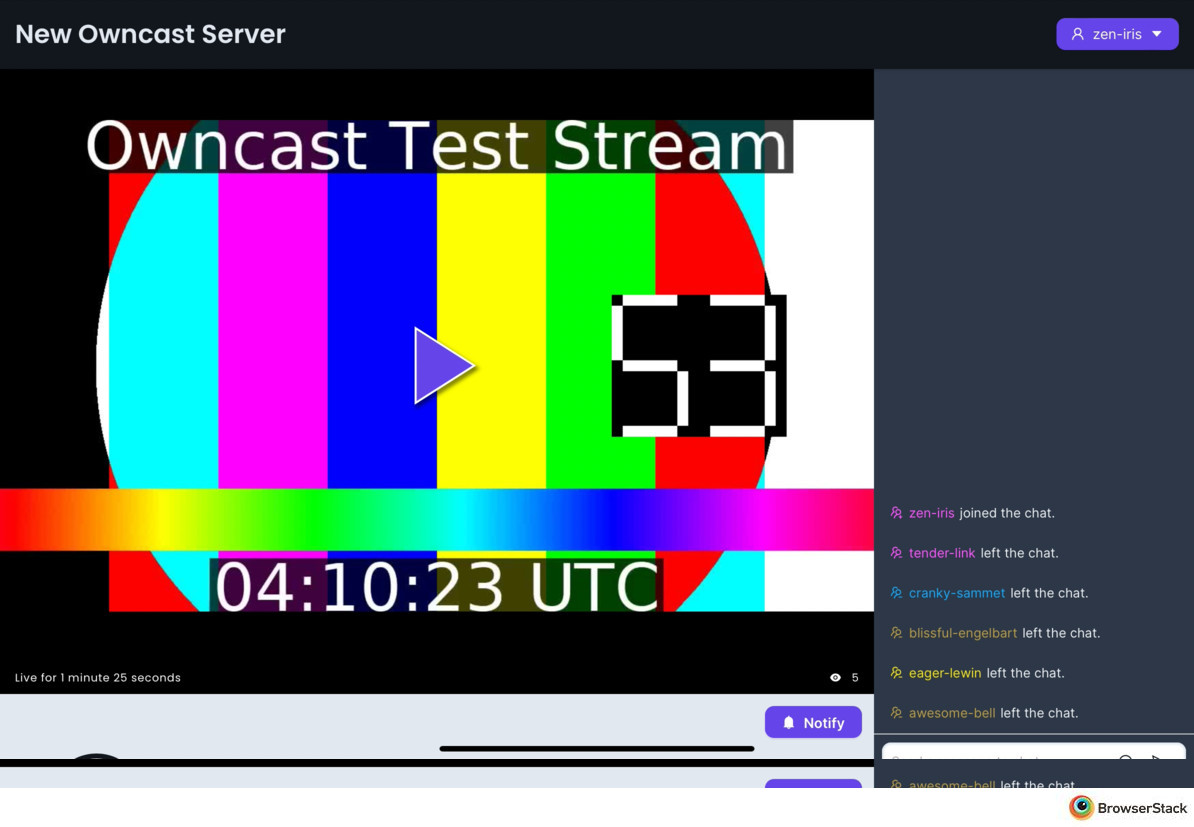 New Owncast Server
zen-iris
Owncast Test Stream
53
04:10:23 UTC
Live for 1 minute 25 seconds
5
Notify
zen-iris joined the chat.
tender-link left the chat.
cranky-sammet left the chat.
blissful-engelbart left the chat.
eager-lewin left the chat.
awesome-bell left the chat.
awesome-bell left the chat.
BrowserStack